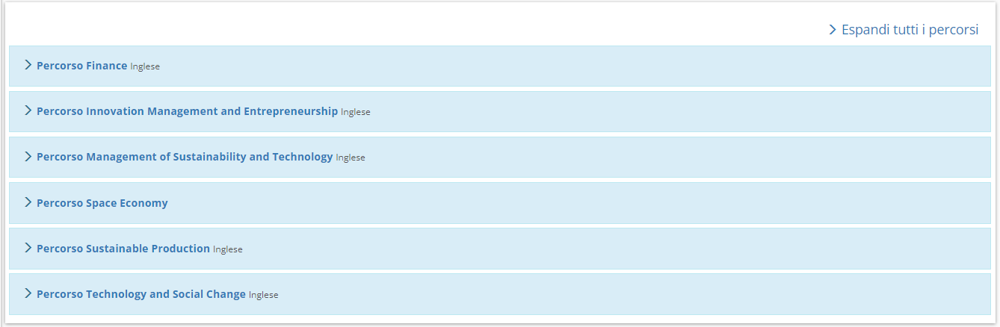 Espandi tutti i percorsi
Percorso Finance Inglese
Percorso Innovation Management and Entrepreneurship Inglese
Percorso Management of Sustainability and Technology Inglese
Percorso Space Economy
Percorso Sustainable Production Inglese
Percorso Technology and Social Change Inglese